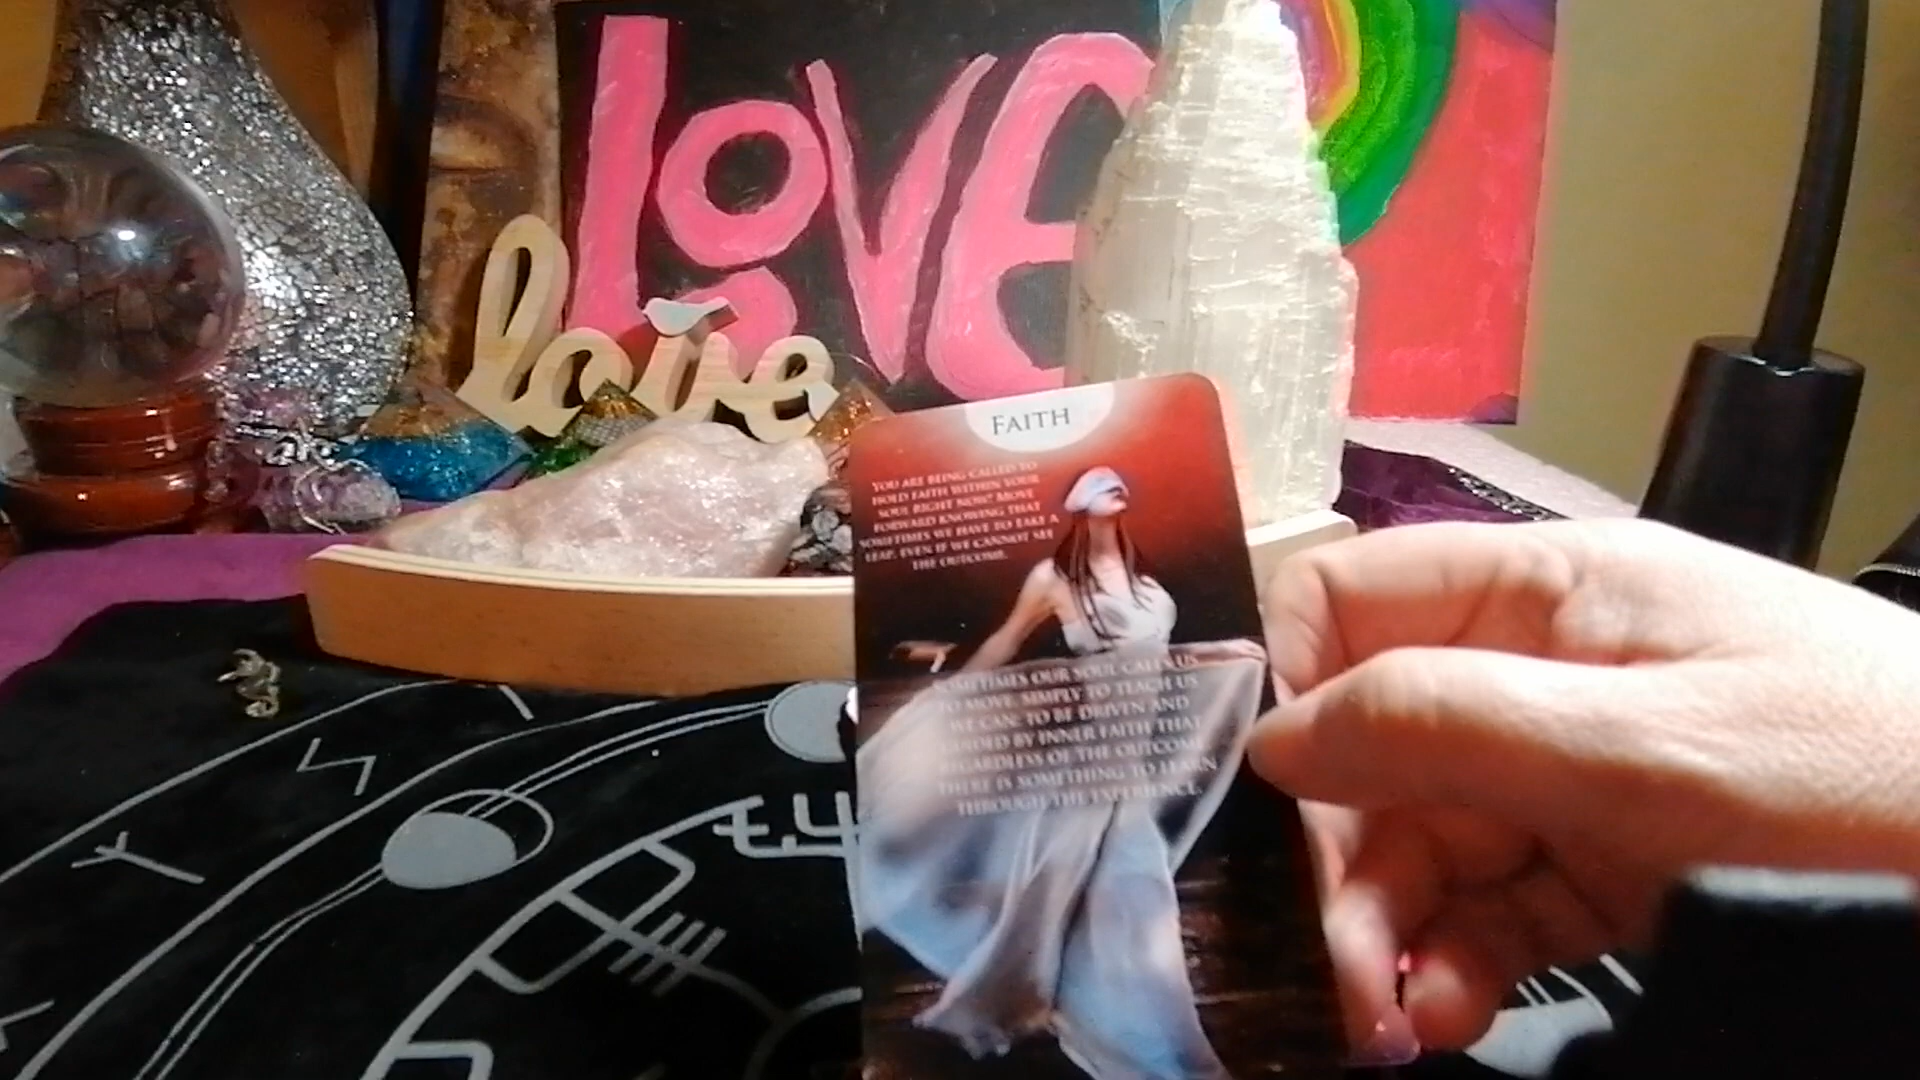 LOVE
love
FAITH
YOU ARE BEING CALLED TO
HOLD FAITH WITHIN YOUR
SOUL RIGHT NOW! MOVE
FORWARD KNOWING THAT
SOMETIMES WE HAVE TO TAKE A
LEAP, EVEN IF WE CANNOT SEE
THE OUTCOME.
SOMETIMES OUR SOUL CALLS US
TO MOVE, SIMPLY TO TEACH US
WE CAN; TO BE DRIVEN AND
GUIDED BY INNER FAITH THAT
REGARDLESS OF THE OUTCOME
THERE IS SOMETHING TO LEARN
THROUGH THE EXPERIENCE.